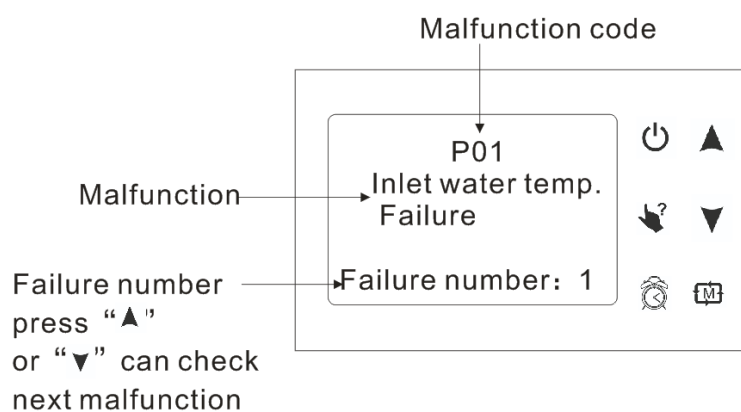 Malfunction code
P01
Inlet water temp.
Failure
Malfunction
Failure number: 1
Failure number
press “▲”
or “▼” can check
next malfunction
?
M